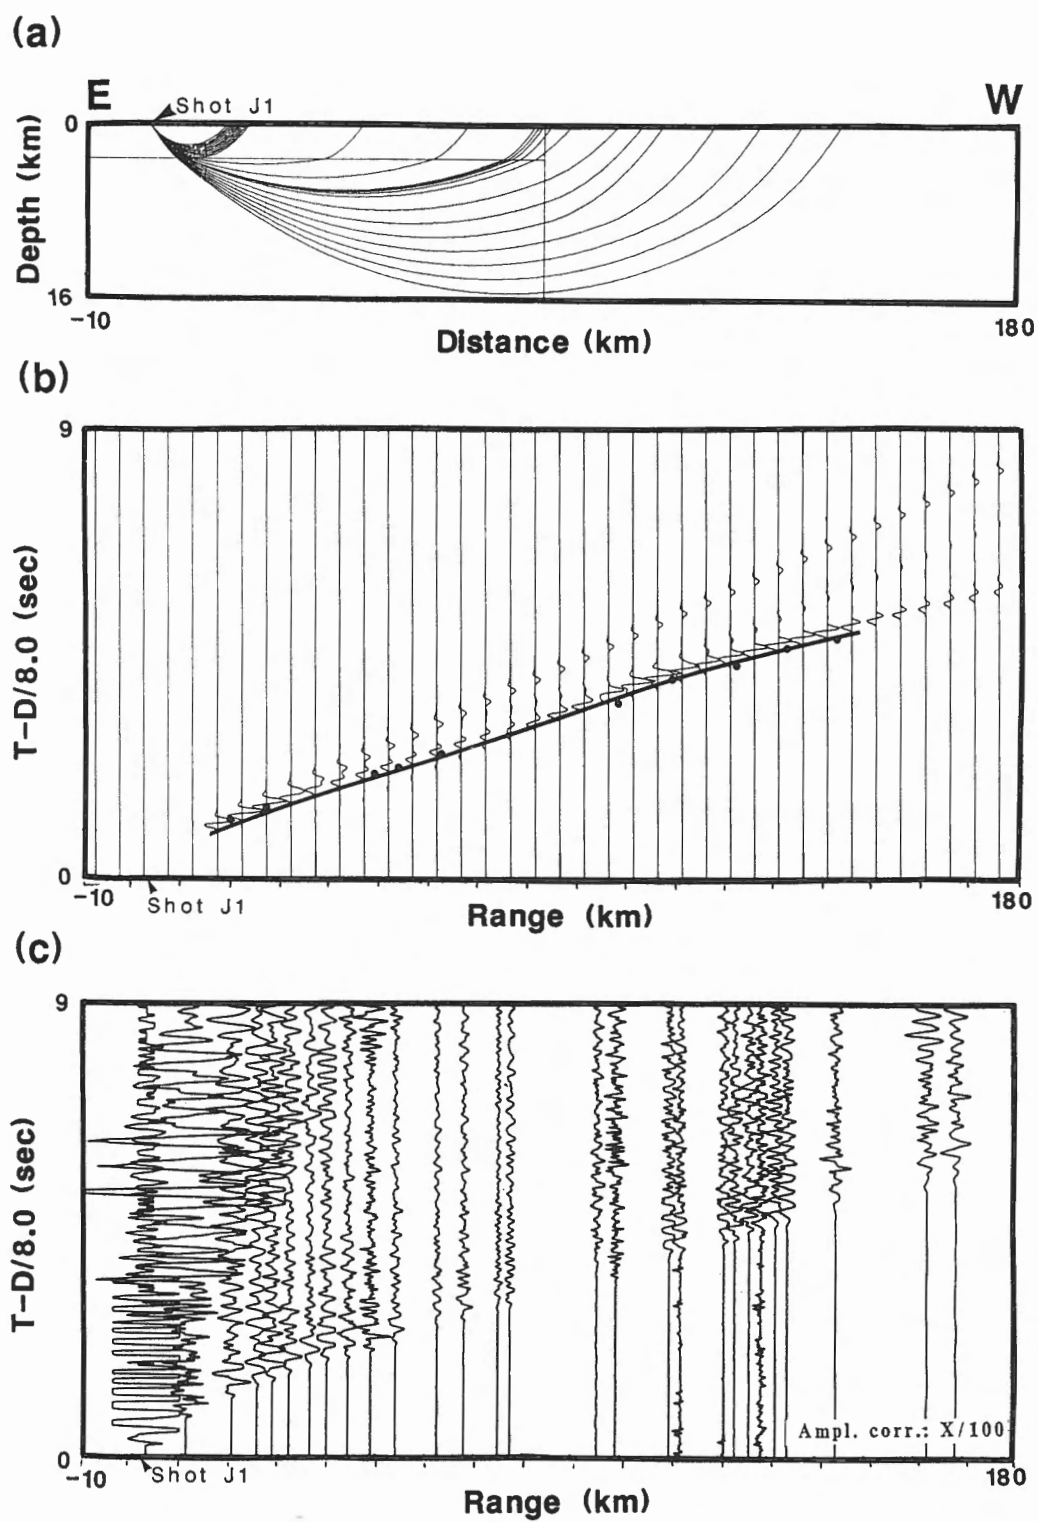 (a)
E
Shot J1
W
0
Depth (km)
16
-10
180
Distance (km)
(b)
9
T-D/8.0 (sec)
0
-10
Shot J1
Range (km)
180
(c)
9
T-D/8.0 (sec)
Ampl. corr.: X/100
0
-10
Shot J1
Range (km)
180